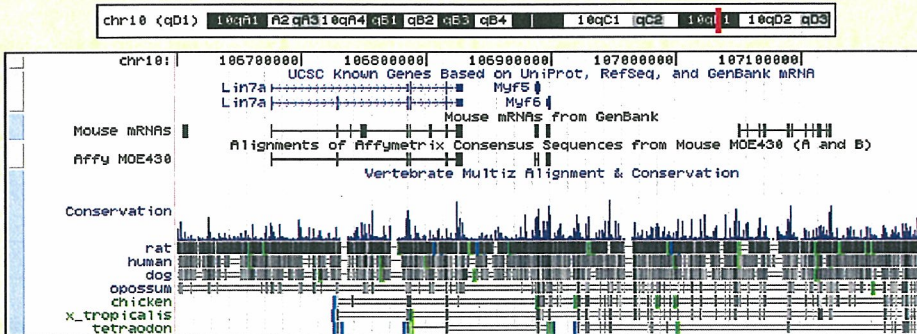 chr10 (qD1) 10qA1 A2 qA3 10qA4 qB1 qB2 qB3 qB4 10qC1 qC2 10qD2 qD3
chr10: 105700000 105800000 105900000 107000000 107100000
UCSC Known Genes Based on UniProt, RefSeq, and GenBank mRNA
Lin7a Myf5
Lin7a Myf6
Mouse mRNAs from GenBank
Mouse mRNAs
Alignments of Affymetrix Consensus Sequences from Mouse MOE430 (A and B)
Affy MOE430
Vertebrate Multiz Alignment & Conservation
Conservation
rat
human
dog
opossum
chicken
x_tropicalis
tetraodon